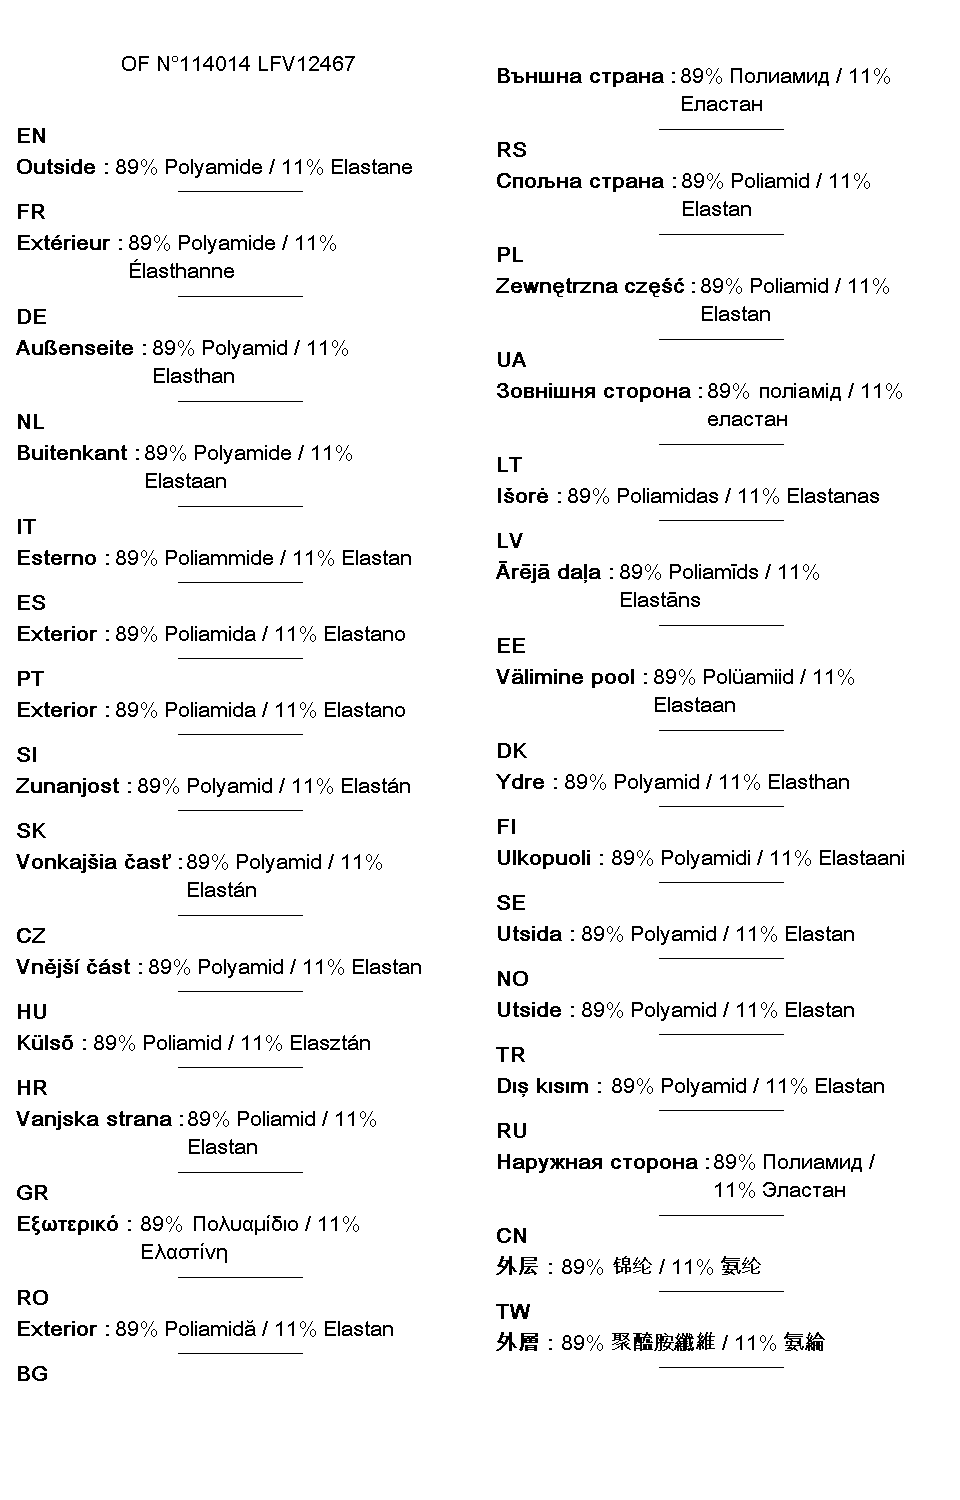 OF N°114014 LFV12467
EN
Outside : 89% Polyamide / 11% Elastane
FR
Extérieur : 89% Polyamide / 11%
Élasthanne
DE
Außenseite : 89% Polyamid / 11%
Elasthan
NL
Buitenkant : 89% Polyamide / 11%
Elastaan
IT
Esterno : 89% Poliammide / 11% Elastan
ES
Exterior : 89% Poliamida / 11% Elastano
PT
Exterior : 89% Poliamida / 11% Elastano
SI
Zunanjost : 89% Polyamid / 11% Elastán
SK
Vonkajšia časť : 89% Polyamid / 11%
Elastán
CZ
Vnější část : 89% Polyamid / 11% Elastan
HU
Külső : 89% Poliamid / 11% Elasztán
HR
Vanjska strana : 89% Poliamid / 11%
Elastan
GR
Εξωτερικό : 89% Πολυαμίδιο / 11%
Ελαστίνη
RO
Exterior : 89% Poliamidă / 11% Elastan
BG
Външна страна : 89% Полиамид / 11%
Еластан
RS
Спољна страна : 89% Poliamid / 11%
Elastan
PL
Zewnętrzna część : 89% Poliamid / 11%
Elastan
UA
Зовнішня сторона : 89% поліамід / 11%
еластан
LT
Išorė : 89% Poliamidas / 11% Elastanas
LV
Ārējā daļa : 89% Poliamīds / 11%
Elastāns
EE
Välimine pool : 89% Polüamiid / 11%
Elastaan
DK
Ydre : 89% Polyamid / 11% Elasthan
FI
Ulkopuoli : 89% Polyamidi / 11% Elastaani
SE
Utsida : 89% Polyamid / 11% Elastan
NO
Utside : 89% Polyamid / 11% Elastan
TR
Dış kısım : 89% Polyamid / 11% Elastan
RU
Наружная сторона : 89% Полиамид /
11% Эластан
CN
外层 : 89% 锦纶 / 11% 氨纶
TW
外層 : 89% 聚醯胺纖維 / 11% 氨綸